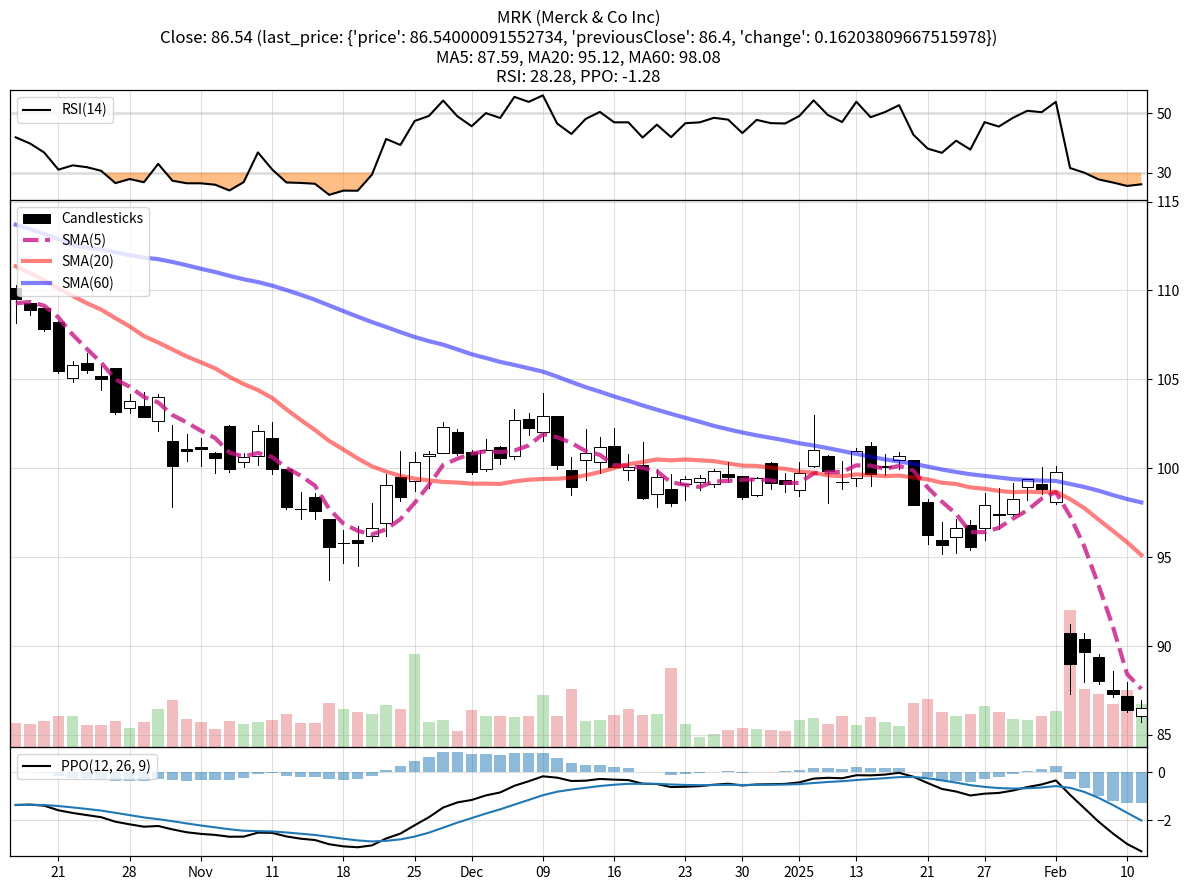 MRK (Merck & Co Inc)
Close: 86.54 (last_price: {'price': 86.54000091552734, 'previousClose': 86.4, 'change': 0.16203809667515978})
MA5: 87.59, MA20: 95.12, MA60: 98.08
RSI: 28.28, PPO: -1.28
RSI(14)
50
30
Candlesticks
SMA(5)
SMA(20)
SMA(60)
115
110
105
100
95
90
85
PPO(12, 26, 9)
0
−2
21 28 Nov 11 18 25 Dec 09 16 23 30 2025 13 21 27 Feb 10